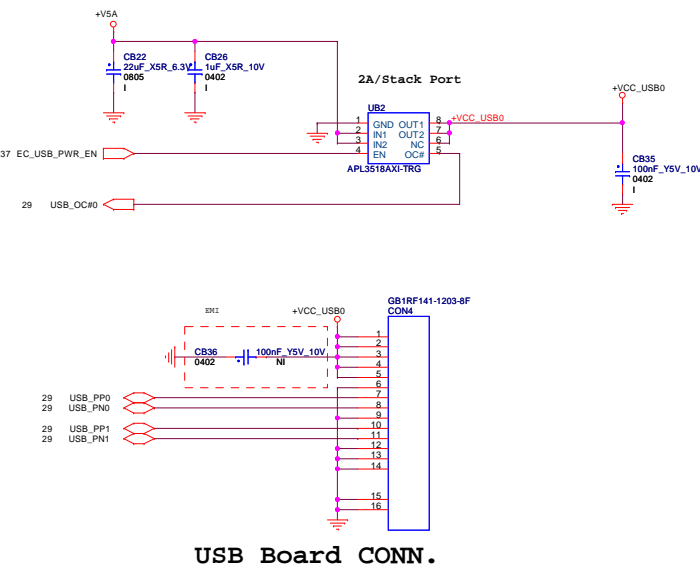 +V5A
CB22
22uF_X5R_6.3V
0805
I
CB26
1uF_X5R_10V
0402
I
2A/Stack Port
+VCC_USB0
UB2
1 GND OUT1 8 +VCC_USB0
2 IN1 OUT2 7
3 IN2 NC 6
4 EN OC# 5
37 EC_USB_PWR_EN
APL3518AXI-TRG
CB35
100nF_Y5V_10V
0402
I
29 USB_OC#0
GB1RF141-1203-8F
CON4
EMI
+VCC_USB0
CB36
0402
100nF_Y5V_10V
NI
1
2
3
4
5
6
29 USB_PP0 7
29 USB_PN0 8
9
29 USB_PP1 10
29 USB_PN1 11
12
13
14
15
16
USB Board CONN.